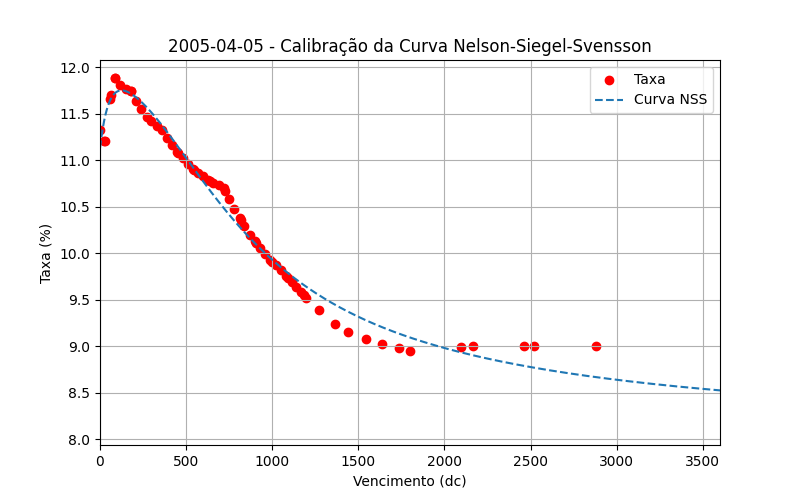 2005-04-05 - Calibração da Curva Nelson-Siegel-Svensson
Taxa
Curva NSS
Taxa (%)
12.0
11.5
11.0
10.5
10.0
9.5
9.0
8.5
8.0
0 500 1000 1500 2000 2500 3000 3500
Vencimento (dc)